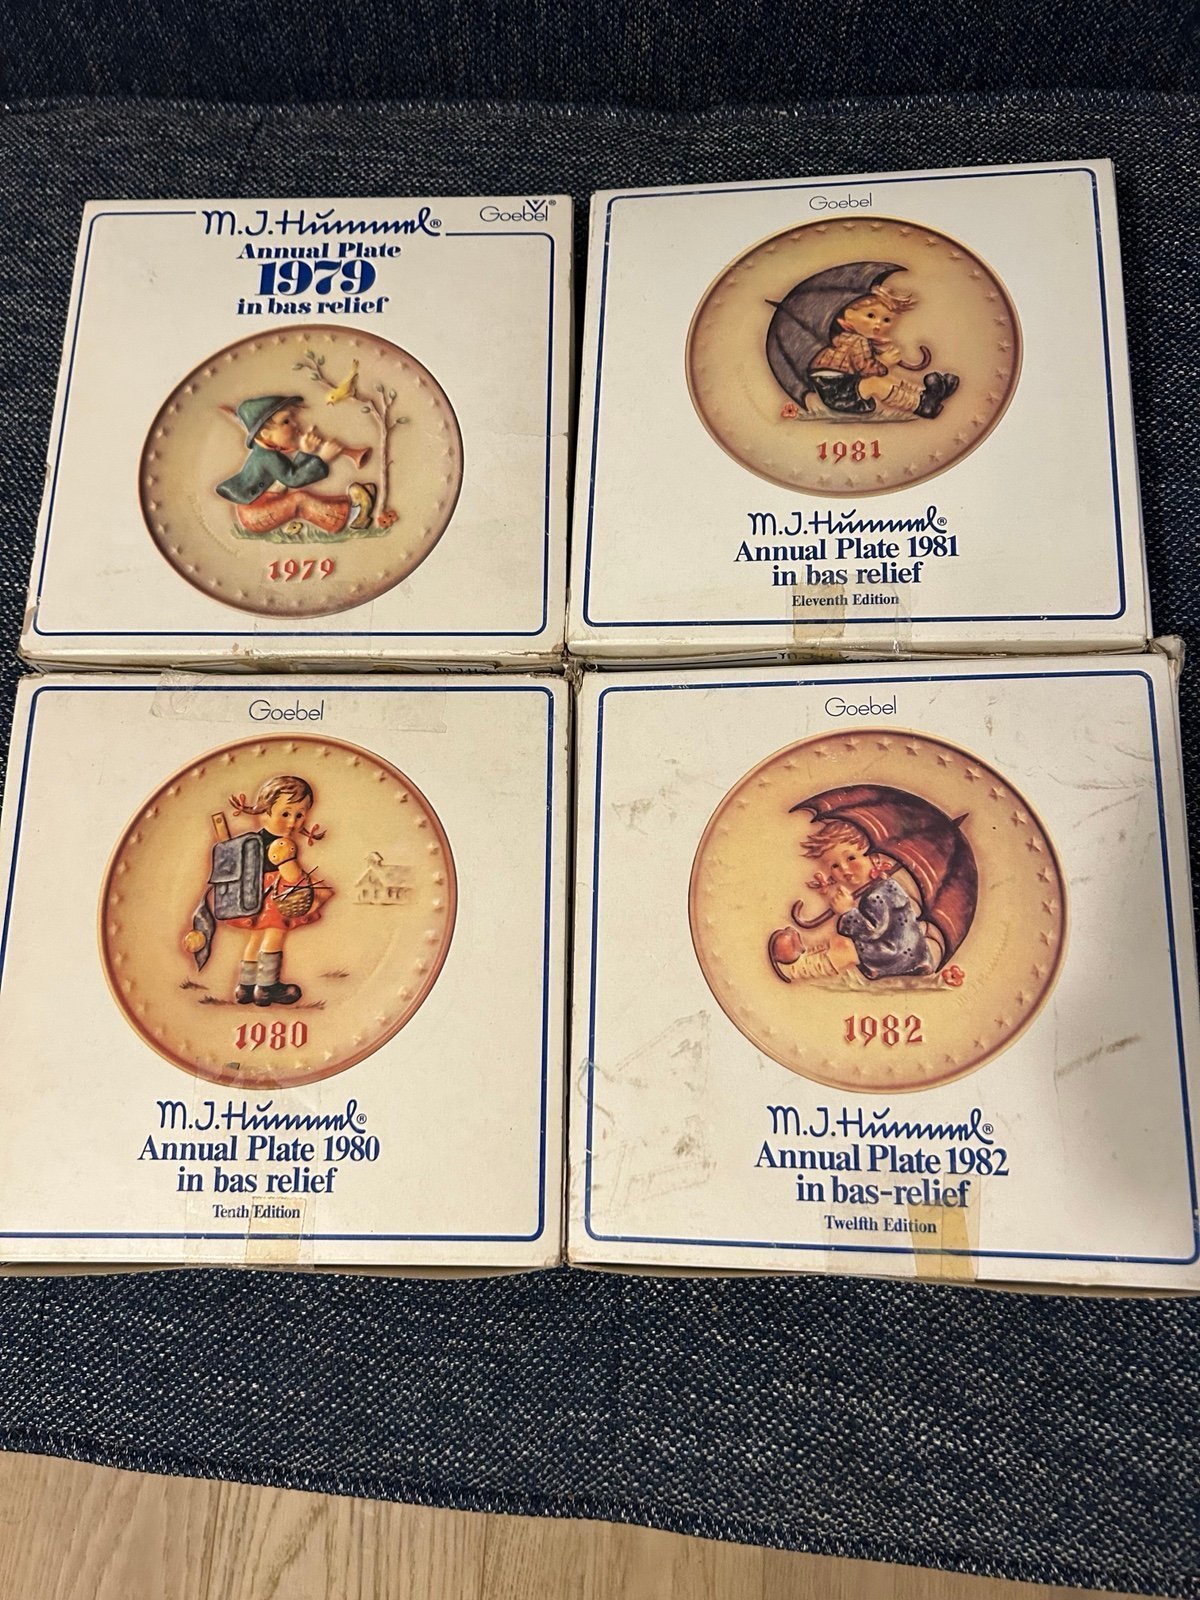 M.J.Hummel®
Goebel®
Annual Plate
1979
in bas relief
1979
Goebel
1981
M.J.Hummel®
Annual Plate 1981
in bas relief
Eleventh Edition
Goebel
1980
M.J.Hummel®
Annual Plate 1980
in bas relief
Tenth Edition
Goebel
1982
M.J.Hummel®
Annual Plate 1982
in bas-relief
Twelfth Edition